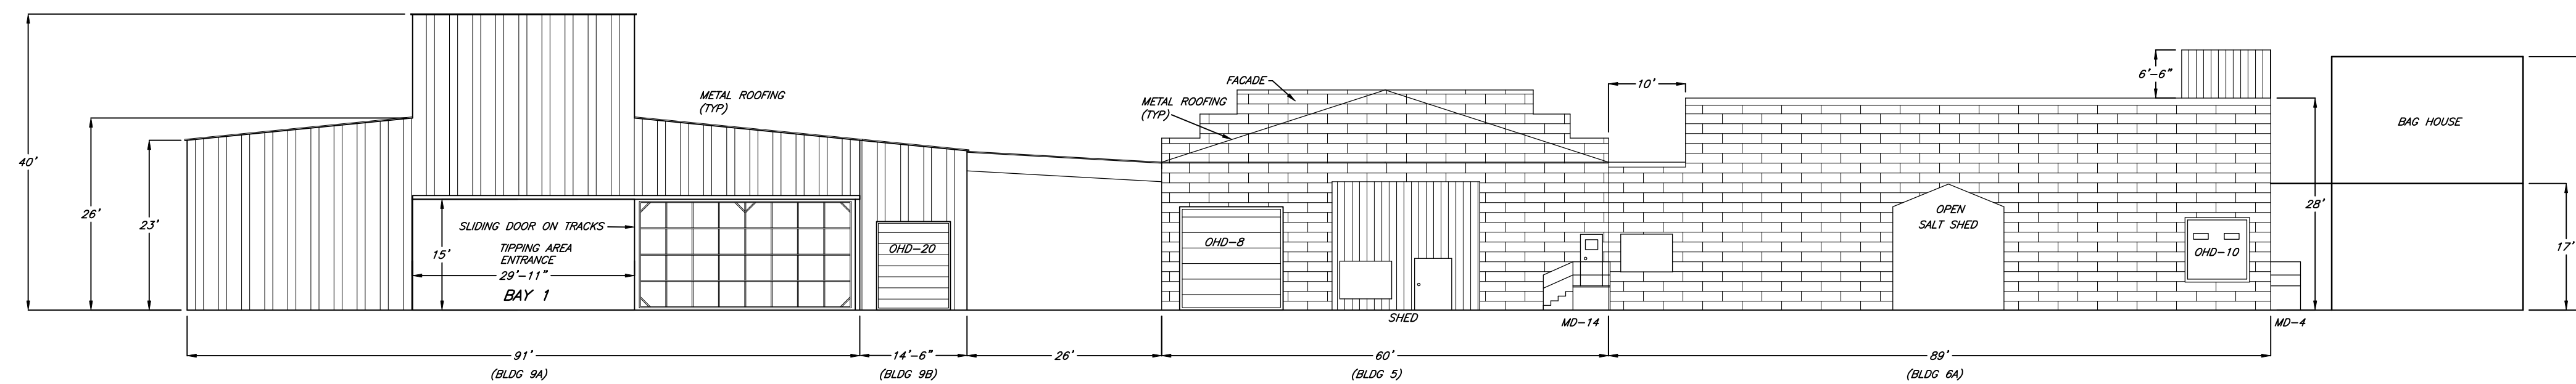 40'
26'
23'
METAL ROOFING
(TYP)
SLIDING DOOR ON TRACKS
TIPPING AREA
ENTRANCE
15'
29'-11"
BAY 1
OHD-20
METAL ROOFING
(TYP)
FACADE
OHD-8
SHED
MD-14
10'
OPEN
SALT SHED
6'-6"
OHD-10
28'
MD-4
BAG HOUSE
17'
91'
(BLDG 9A)
14'-6"
(BLDG 9B)
26'
60'
(BLDG 5)
89'
(BLDG 6A)